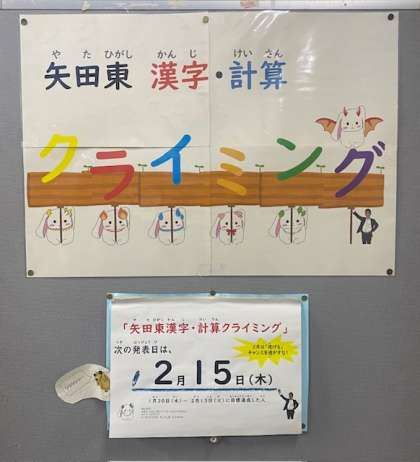 や た ひがし かん じ けい さん
矢田東 漢字・計算
クライミング
「矢田東漢字・計算クライミング」
次の発表日は、
2月15日(木)